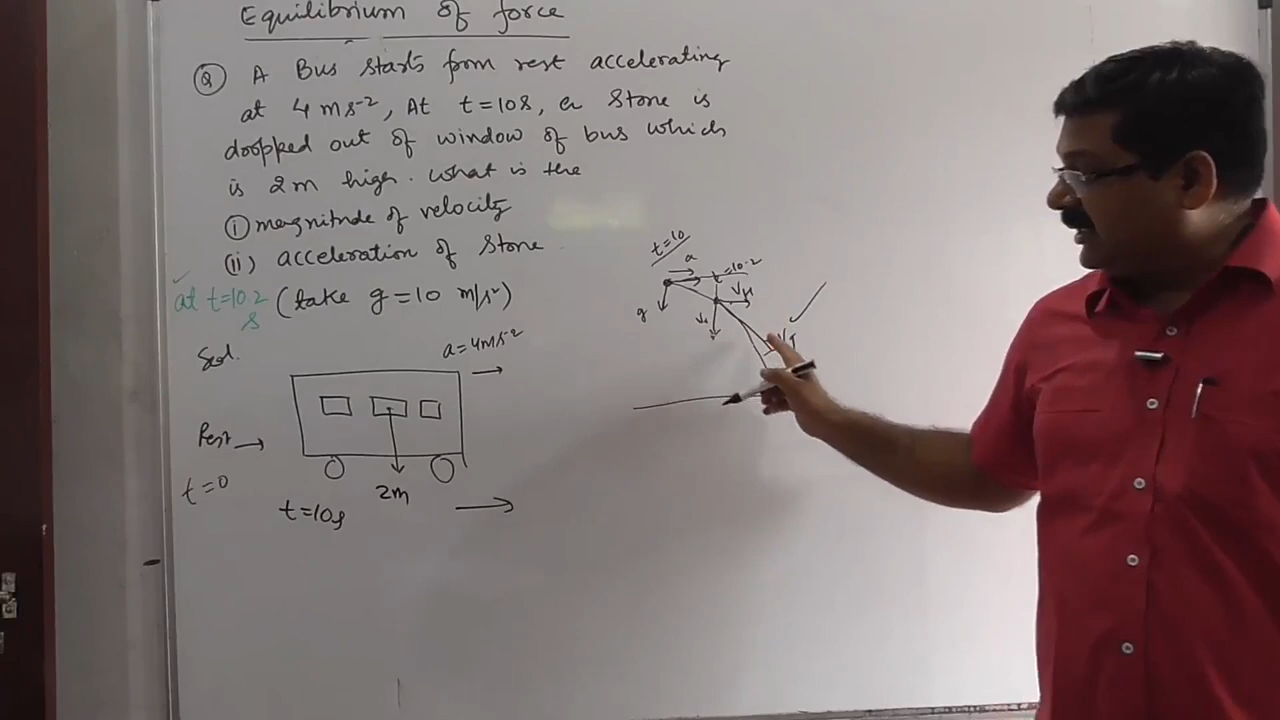 Equilibrium of force
Q A Bus starts from rest accelerating
at 4 ms-2, At t=10s, a stone is
dropped out of window of bus which
is 2m high. What is the
(i) magnitude of velocity
(ii) acceleration of stone
at t=10.2 s (take g=10 m/s²)
Sol.
a=4ms-2
Rest
t=0
t=10s
2m
t=10
a
t=10.2
g